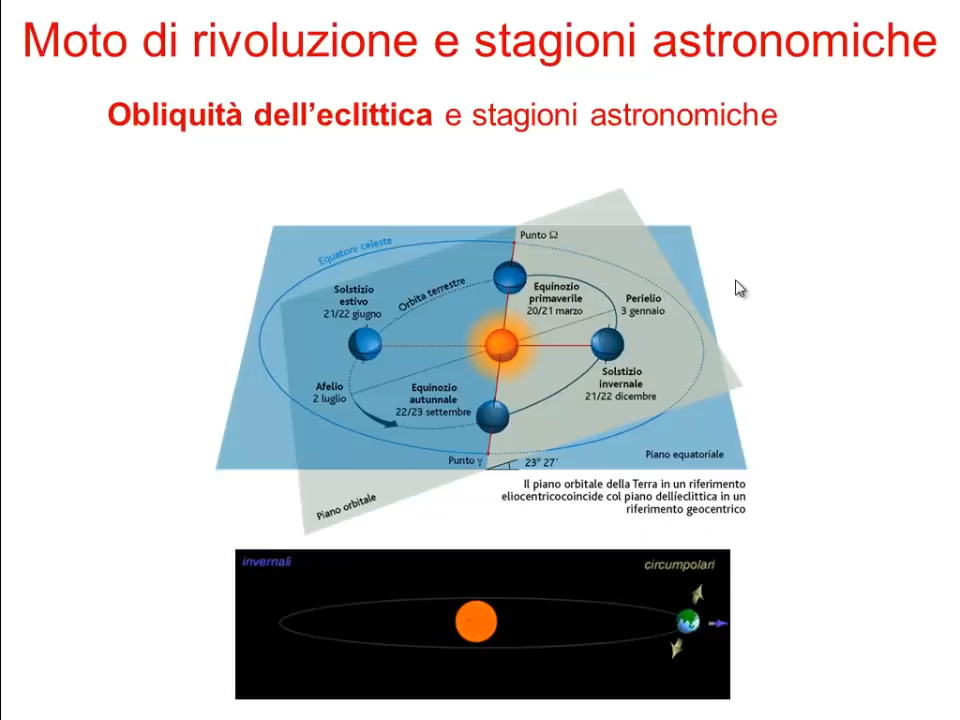 Moto di rivoluzione e stagioni astronomiche
Obliquità dell’eclittica e stagioni astronomiche
Punto Ω
Equatore celeste
Orbita terrestre
Solstizio
estivo
21/22 giugno
Equinozio
primaverile
20/21 marzo
Perielio
3 gennaio
Afelio
2 luglio
Equinozio
autunnale
22/23 settembre
Solstizio
invernale
21/22 dicembre
Punto γ
23° 27′
Piano equatoriale
Piano orbitale
Il piano orbitale della Terra in un riferimento
eliocentricocoincide col piano dellíeclittica in un
riferimento geocentrico
invernali
circumpolari